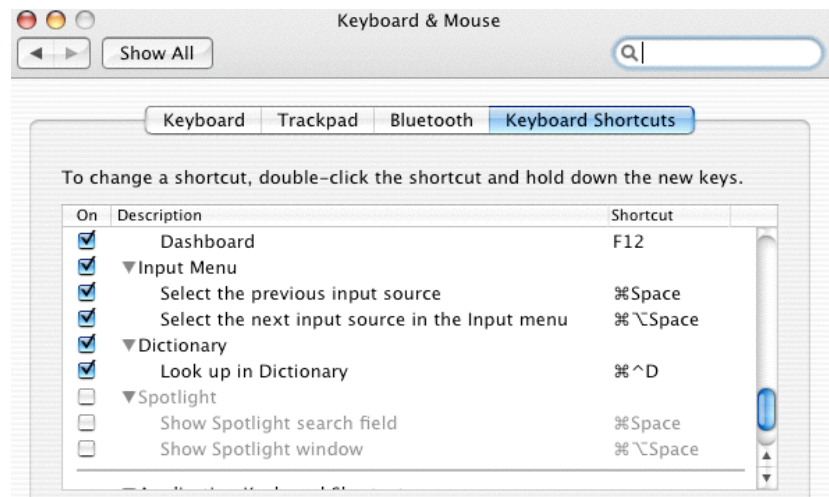 Keyboard & Mouse
Show All
Keyboard Trackpad Bluetooth Keyboard Shortcuts
To change a shortcut, double-click the shortcut and hold down the new keys.
On Description Shortcut
Dashboard F12
Input Menu
Select the previous input source ⌘Space
Select the next input source in the Input menu ⌘⌥Space
Dictionary
Look up in Dictionary ⌘^D
Spotlight
Show Spotlight search field ⌘Space
Show Spotlight window ⌘⌥Space